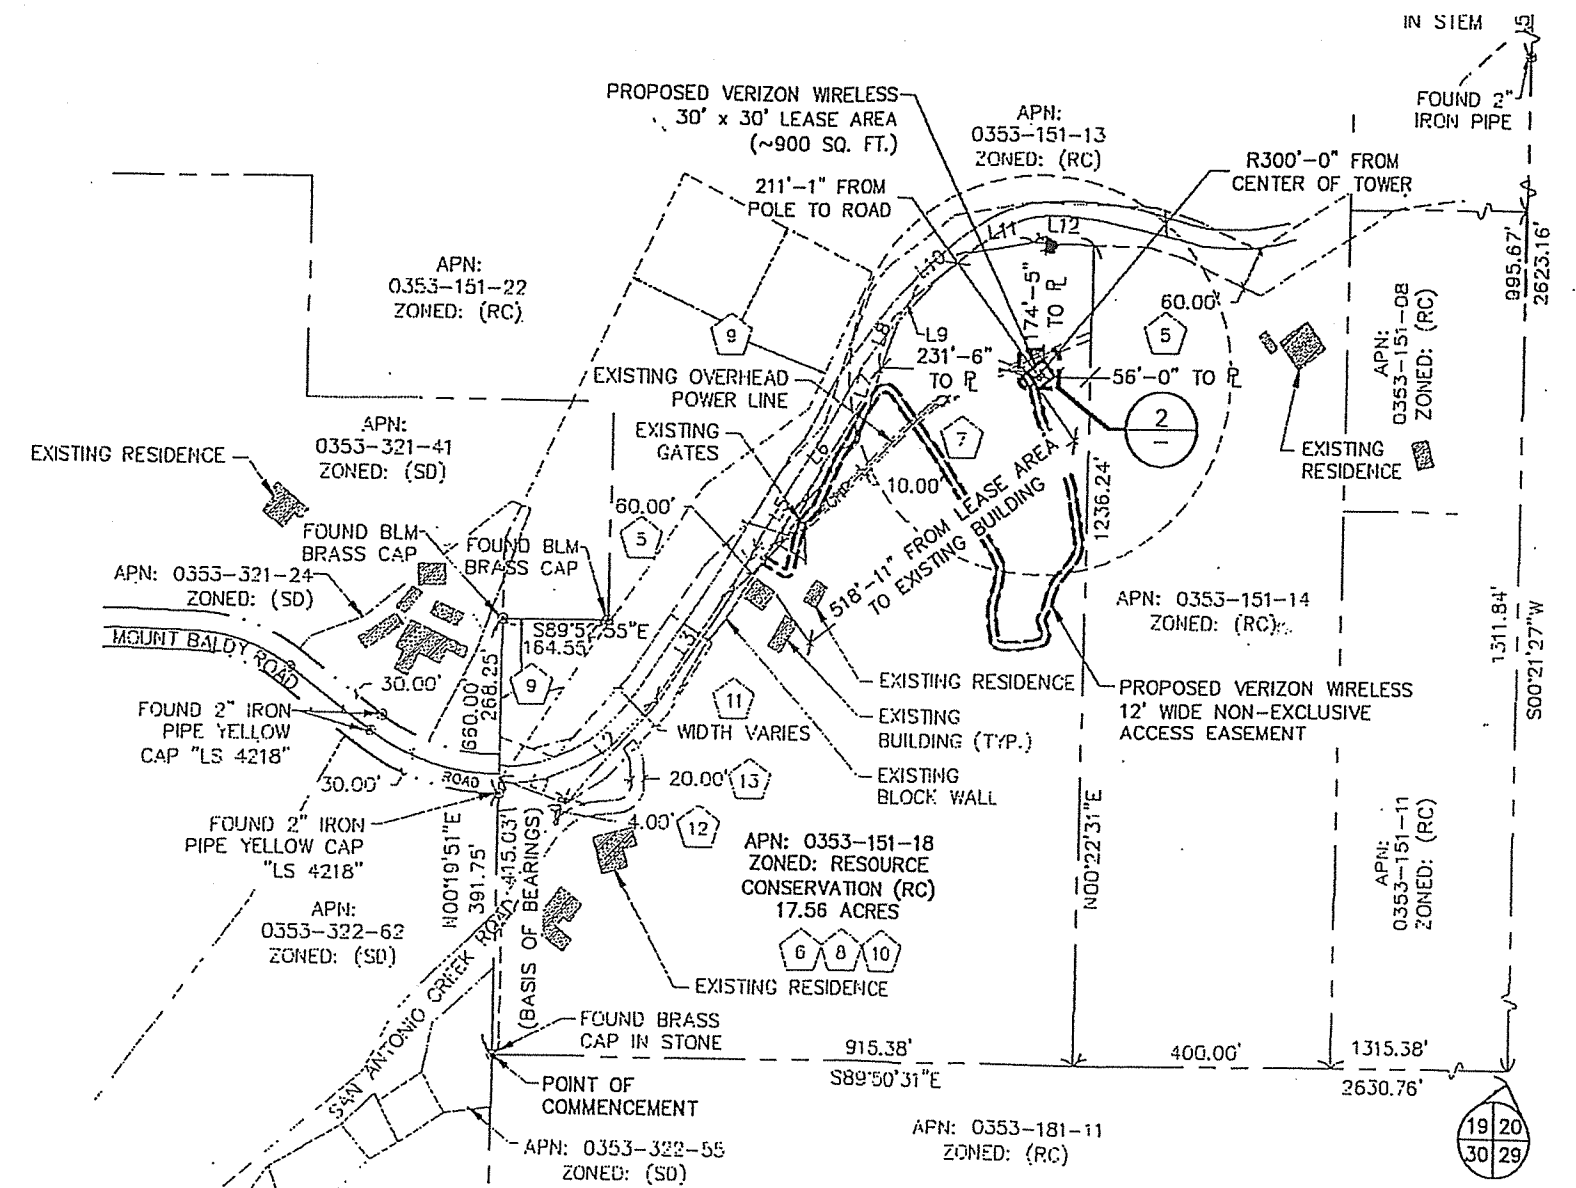 IN STEM
FOUND 2"
IRON PIPE
PROPOSED VERIZON WIRELESS
30' x 30' LEASE AREA
(~900 SQ. FT.)
APN:
0353-151-13
ZONED: (RC)
R300'-0" FROM
CENTER OF TOWER
211'-1" FROM
POLE TO ROAD
995.67'
2623.16'
APN:
0353-151-22
ZONED: (RC)
L11
L12
L10
174'-5"
TO PL
60.00'
5
APN:
0353-151-08
ZONED: (RC)
9
L8
L9
231'-6"
TO PL
56'-0" TO PL
EXISTING OVERHEAD
POWER LINE
2
APN:
0353-321-41
ZONED: (SD)
EXISTING RESIDENCE
EXISTING
GATES
L6
7
10.00'
EXISTING
RESIDENCE
60.00'
5
518'-11" FROM LEASE AREA
TO EXISTING BUILDING
1236.24'
FOUND BLM
BRASS CAP
FOUND BLM
BRASS CAP
APN: 0353-321-24
ZONED: (SD)
APN: 0353-151-14
ZONED: (RC)
1311.84'
S00°21'27"W
MOUNT BALDY ROAD
S89°52'55"E
164.55'
L3
30.00'
660.00'
268.25'
9
11
EXISTING RESIDENCE
PROPOSED VERIZON WIRELESS
12' WIDE NON-EXCLUSIVE
ACCESS EASEMENT
FOUND 2" IRON
PIPE YELLOW
CAP "LS 4218"
WIDTH VARIES
EXISTING
BUILDING (TYP.)
30.00'
ROAD
20.00'
13
EXISTING
BLOCK WALL
FOUND 2" IRON
PIPE YELLOW CAP
"LS 4218"
4.00'
12
N00°19'51"E
391.75'
415.03'
(BASIS OF BEARINGS)
APN: 0353-151-18
ZONED: RESOURCE
CONSERVATION (RC)
17.56 ACRES
N00°22'31"E
APN:
0353-151-11
ZONED: (RC)
APN:
0353-322-62
ZONED: (SD)
6
8
10
EXISTING RESIDENCE
SAN ANTONIO CREEK ROAD
FOUND BRASS
CAP IN STONE
915.38'
S89°50'31"E
400.00'
1315.38'
2630.76'
POINT OF
COMMENCEMENT
APN: 0353-322-55
ZONED: (SD)
APN: 0353-181-11
ZONED: (RC)
19 20
30 29